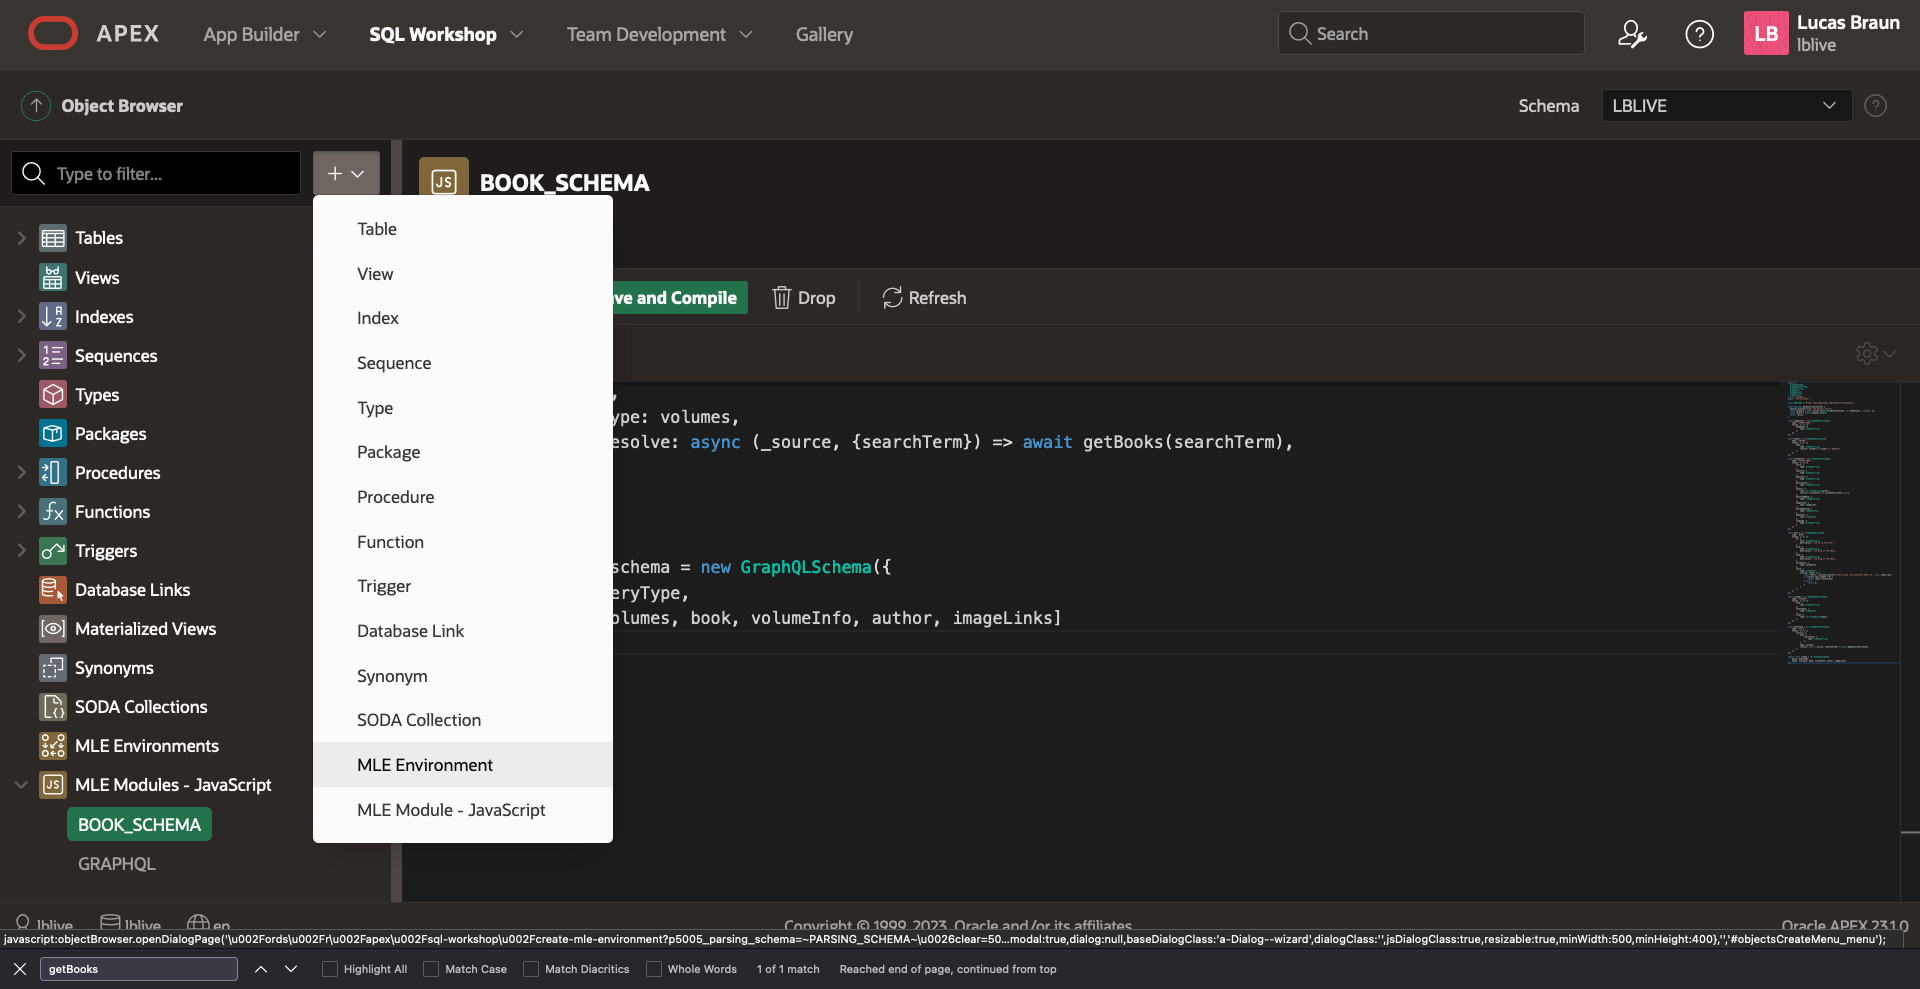 APEX App Builder SQL Workshop Team Development Gallery Search LB Lucas Braun
lblive
Object Browser Schema LBLIVE
Type to filter...
JS BOOK_SCHEMA
Tables
Views
Indexes
Sequences
Types
Packages
Procedures
Functions
Triggers
Database Links
Materialized Views
Synonyms
SODA Collections
MLE Environments
JS MLE Modules - JavaScript
BOOK_SCHEMA
GRAPHQL
Table
View
Index
Sequence
Type
Package
Procedure
Function
Trigger
Database Link
Synonym
SODA Collection
MLE Environment
MLE Module - JavaScript
ve and Compile Drop Refresh
ype: volumes,
esolve: async (_source, {searchTerm}) => await getBooks(searchTerm),
schema = new GraphQLSchema({
eryType,
olumes, book, volumeInfo, author, imageLinks]
lblive lblive en Copyright © 1999, 2023, Oracle and/or its affiliates. Oracle APEX 23.1.0
javascript:objectBrowser.openDialogPage('\u002Fords\u002Fr\u002Fapex\u002Fsql-workshop\u002Fcreate-mle-environment?p5005_parsing_schema=~PARSING_SCHEMA~\u0026clear=50...modal:true,dialog:null,baseDialogClass:'a-Dialog--wizard',dialogClass:'',jsDialogClass:true,resizable:true,minWidth:500,minHeight:400},'','#objectsCreateMenu_menu');
getBooks Highlight All Match Case Match Diacritics Whole Words 1 of 1 match Reached end of page, continued from top